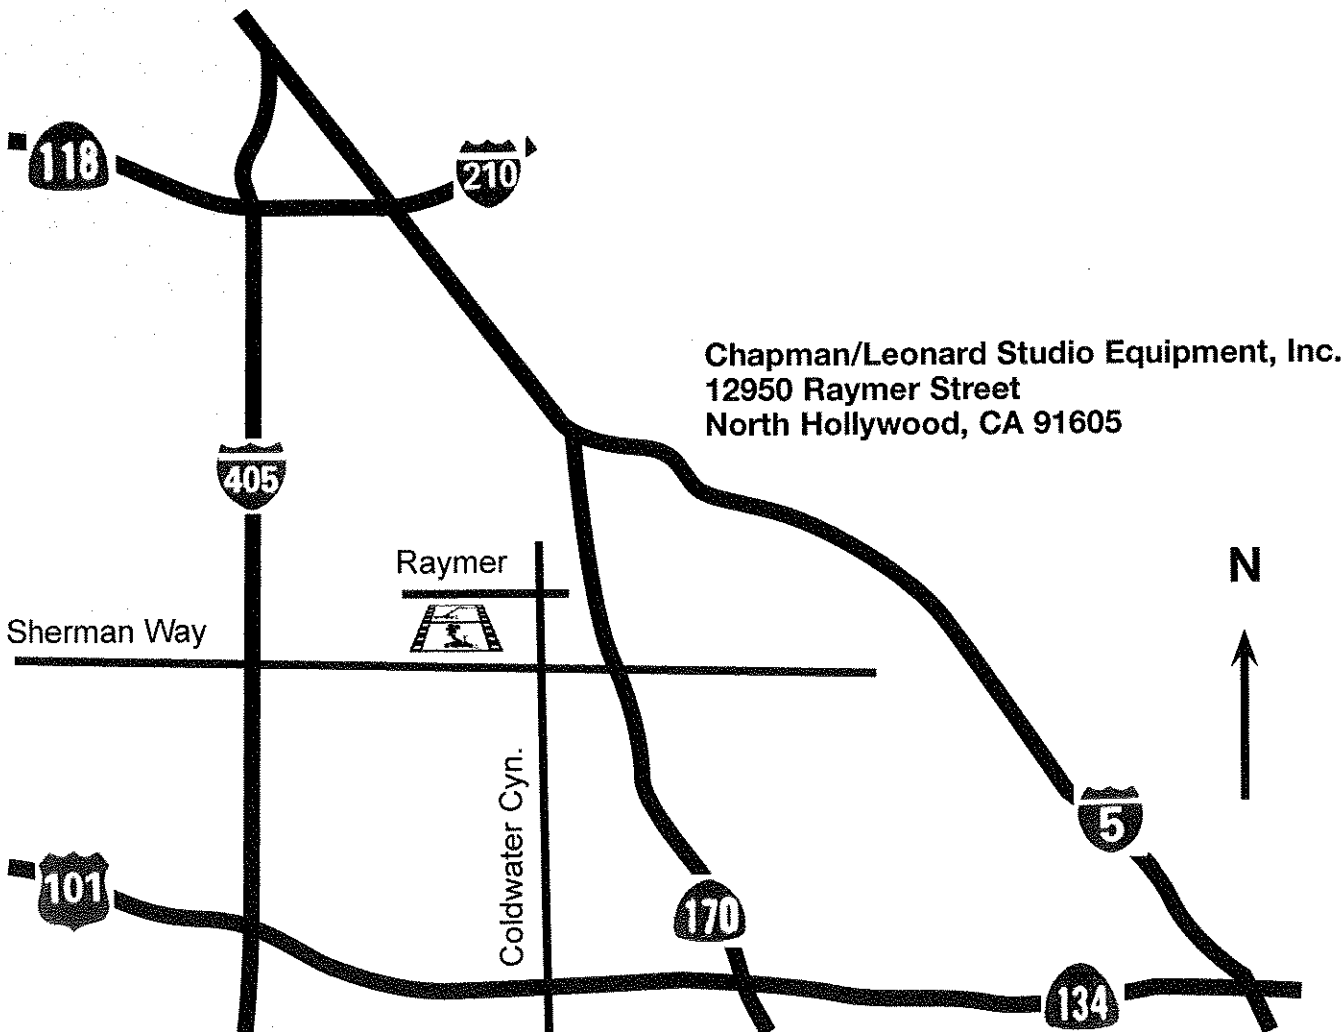 118
210
Chapman/Leonard Studio Equipment, Inc.
12950 Raymer Street
North Hollywood, CA 91605
405
Raymer
N
Sherman Way
Coldwater Cyn.
5
101
170
134